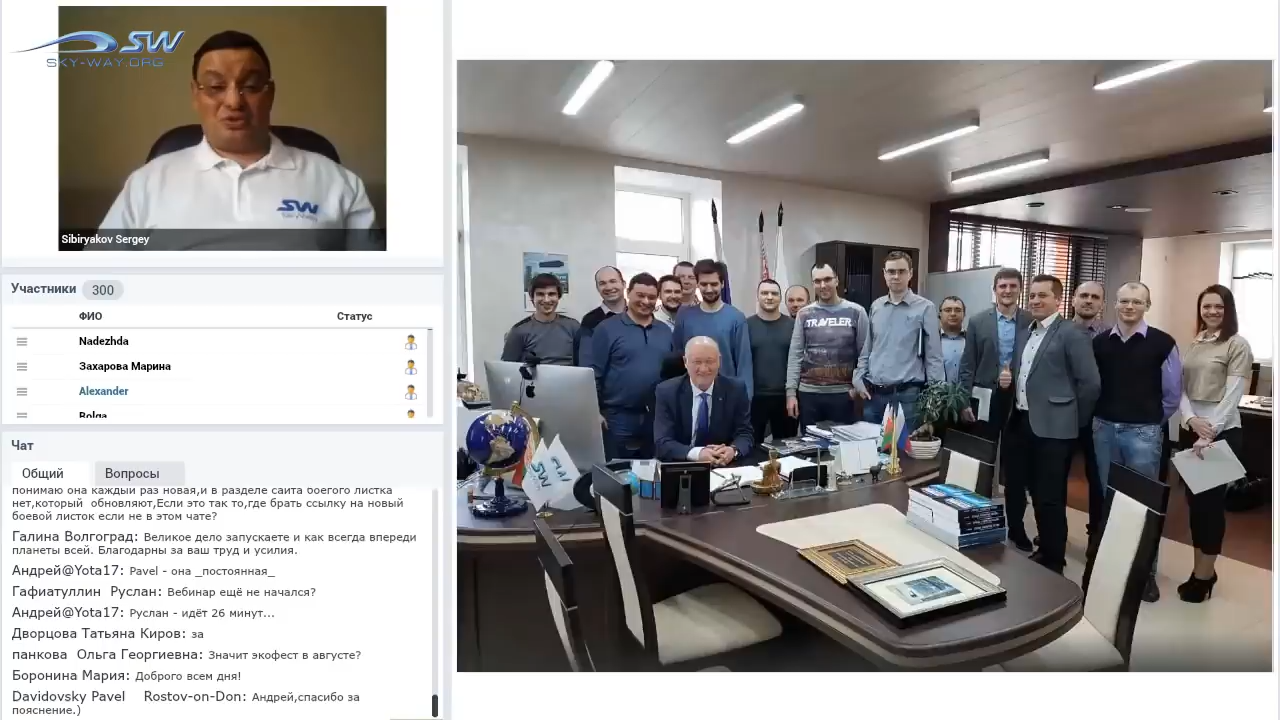 SW
SKY-WAY.ORG
SW
SkyWay
Sibiryakov Sergey
Участники 300
ФИО Статус
Nadezhda
Захарова Марина
Alexander
Bolga
Чат
Общий Вопросы
понимаю она каждый раз новая,и в разделе сайта боегого листка
нет,который обновляют,Если это так то,где брать ссылку на новый
боевой листок если не в этом чате?
Галина Волгоград: Великое дело запускаете и как всегда впереди
планеты всей. Благодарны за ваш труд и усилия.
Андрей@Yota17: Pavel - она _постоянная_
Гафиатуллин Руслан: Вебинар ещё не начался?
Андрей@Yota17: Руслан - идёт 26 минут...
Дворцова Татьяна Киров: за
панкова Ольга Георгиевна: Значит экофест в августе?
Боронина Мария: Доброго всем дня!
Davidovsky Pavel Rostov-on-Don: Андрей,спасибо за
пояснение.)
TRAVELER
SW